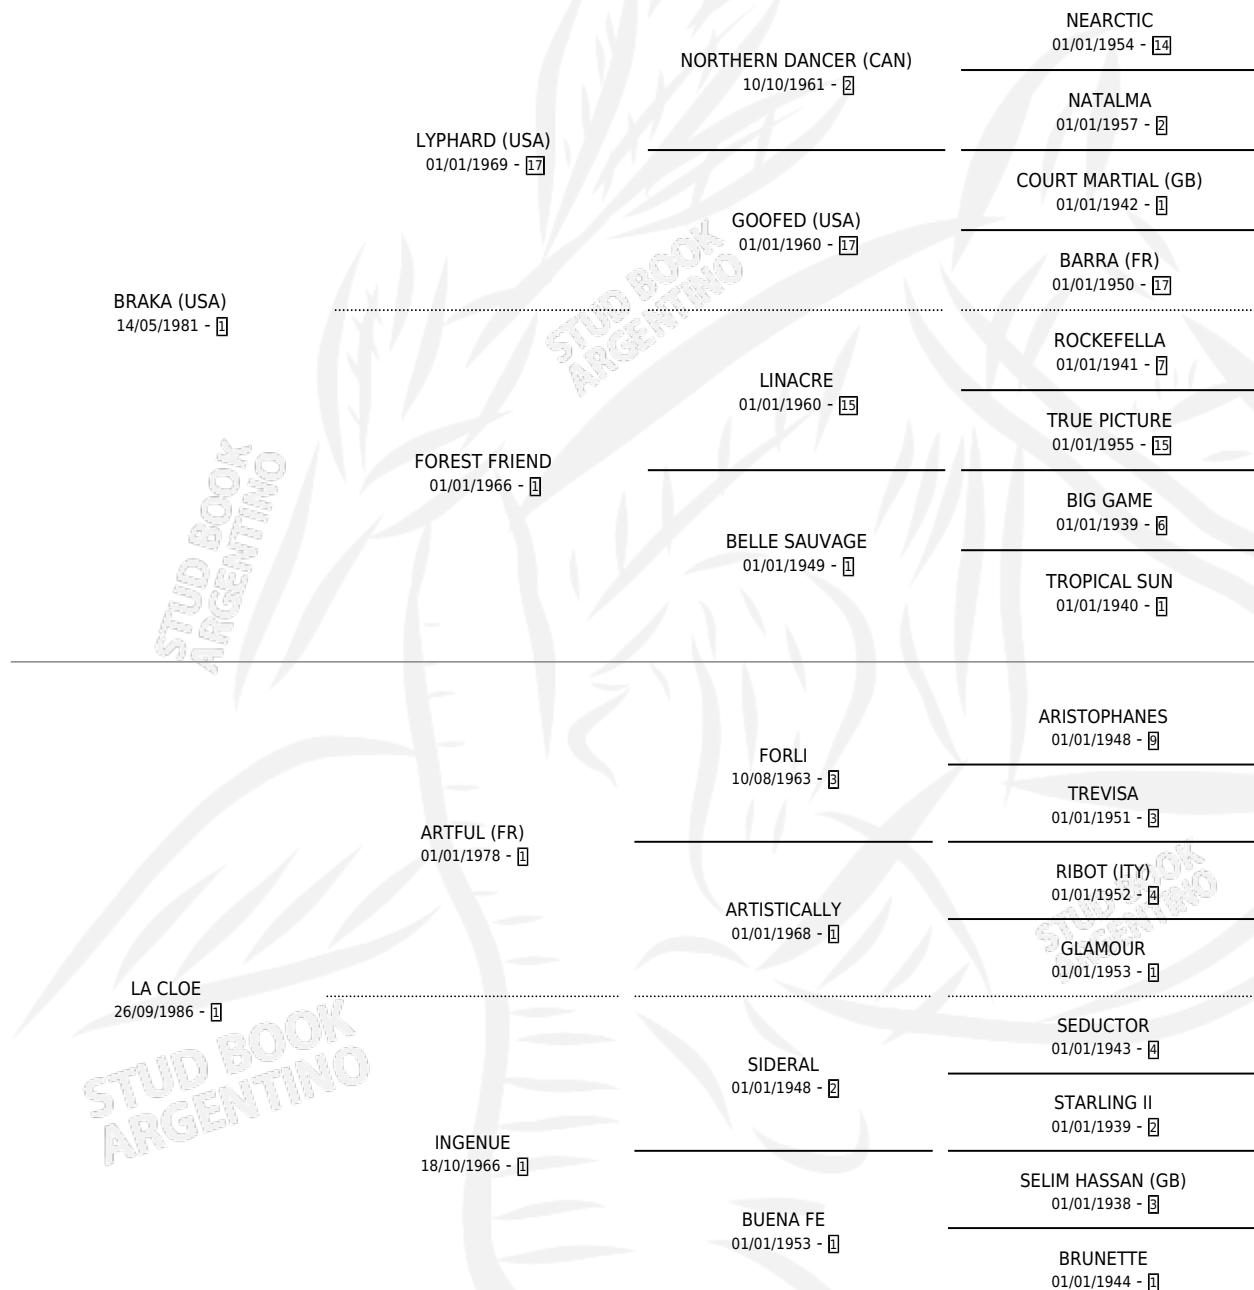 NEARCTIC
01/01/1954 - 14
NORTHERN DANCER (CAN)
10/10/1961 - 2
NATALMA
01/01/1957 - 2
LYPHARD (USA)
01/01/1969 - 17
COURT MARTIAL (GB)
01/01/1942 - 1
GOOFED (USA)
01/01/1960 - 17
BARRA (FR)
01/01/1950 - 17
BRAKA (USA)
14/05/1981 - 1
ROCKEFELLA
01/01/1941 - 7
LINACRE
01/01/1960 - 15
TRUE PICTURE
01/01/1955 - 15
FOREST FRIEND
01/01/1966 - 1
BIG GAME
01/01/1939 - 6
BELLE SAUVAGE
01/01/1949 - 1
TROPICAL SUN
01/01/1940 - 1
STUD BOOK
ARGENTINO
STUD BOOK
ARGENTINO
ARISTOPHANES
01/01/1948 - 9
FORLI
10/08/1963 - 3
TREVISA
01/01/1951 - 3
ARTFUL (FR)
01/01/1978 - 1
RIBOT (ITY)
01/01/1952 - 4
ARTISTICALLY
01/01/1968 - 1
GLAMOUR
01/01/1953 - 1
STUD BOOK
ARGENTINO
LA CLOE
26/09/1986 - 1
SEDUCTOR
01/01/1943 - 4
SIDERAL
01/01/1948 - 2
STARLING II
01/01/1939 - 2
INGENUE
18/10/1966 - 1
SELIM HASSAN (GB)
01/01/1938 - 3
BUENA FE
01/01/1953 - 1
BRUNETTE
01/01/1944 - 1
STUD BOOK
ARGENTINO